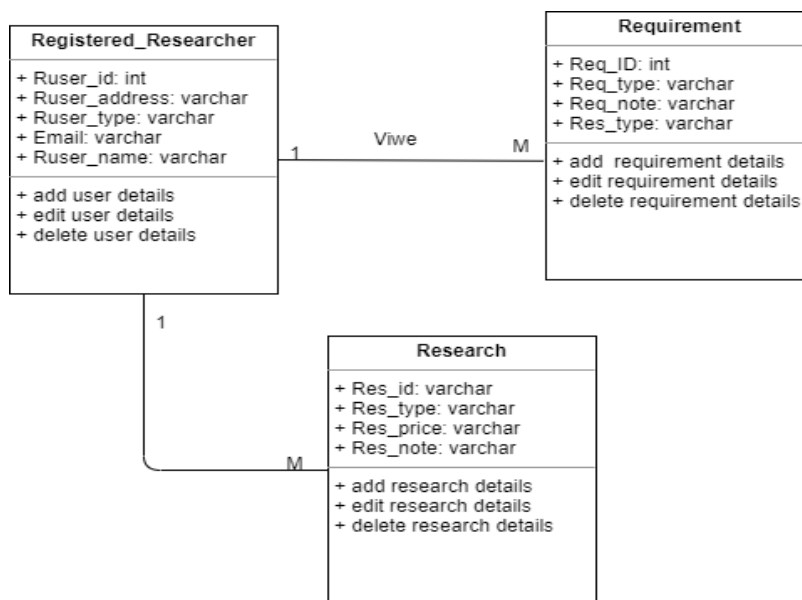 Registered_Researcher
+ Ruser_id: int
+ Ruser_address: varchar
+ Ruser_type: varchar
+ Email: varchar
+ Ruser_name: varchar
+ add user details
+ edit user details
+ delete user details
1
Viwe
M
Requirement
+ Req_ID: int
+ Req_type: varchar
+ Req_note: varchar
+ Res_type: varchar
+ add  requirement details
+ edit requirement details
+ delete requirement details
1
M
Research
+ Res_id: varchar
+ Res_type: varchar
+ Res_price: varchar
+ Res_note: varchar
+ add research details
+ edit research details
+ delete research details